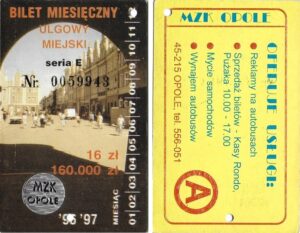 BILET MIESIĘCZNY
ULGOWY
MIEJSKI
seria E
Nr. 0059943
16 zł
160.000 zł
MZK
OPOLE
'96 '97
MIESIĄC
01 02 03 04 05 06 07 08 09 10 11
MZK OPOLE
OFERUJE USŁUGI:
● Reklamy na autobusach
● Sprzedaż biletów - Kasy Rondo,
Pużaka 10.00 - 17.00
● Mycie samochodów
● Wynajem autobusów
45-215 OPOLE, tel. 556-051
A